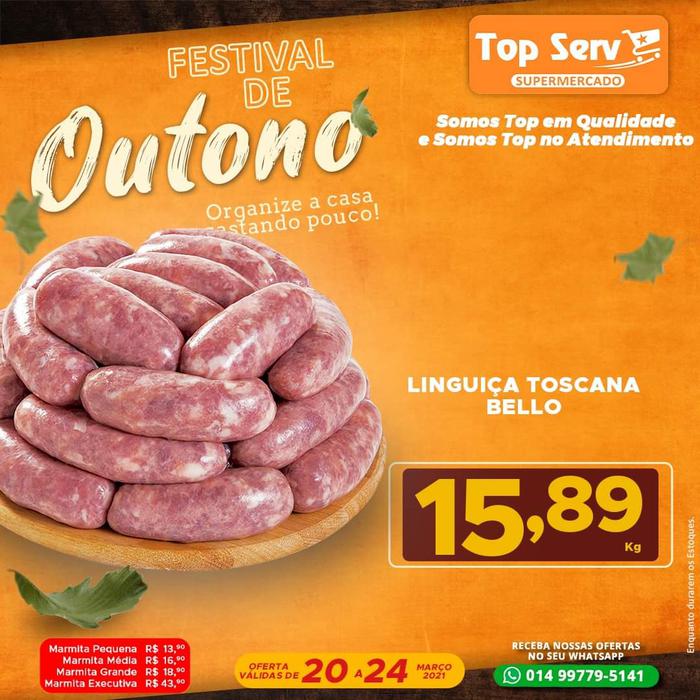 FESTIVAL
DE
Outono
Organize a casa
gastando pouco!
Top Serv
SUPERMERCADO
Somos Top em Qualidade
e Somos Top no Atendimento
LINGUIÇA TOSCANA
BELLO
15,89
Kg
Enquanto durarem os Estoques.
Marmita Pequena R$ 13,90
Marmita Média R$ 16,90
Marmita Grande R$ 18,90
Marmita Executiva R$ 43,90
OFERTA
VÁLIDAS DE 20 A 24 MARÇO
2021
RECEBA NOSSAS OFERTAS
NO SEU WHATSAPP
014 99779-5141